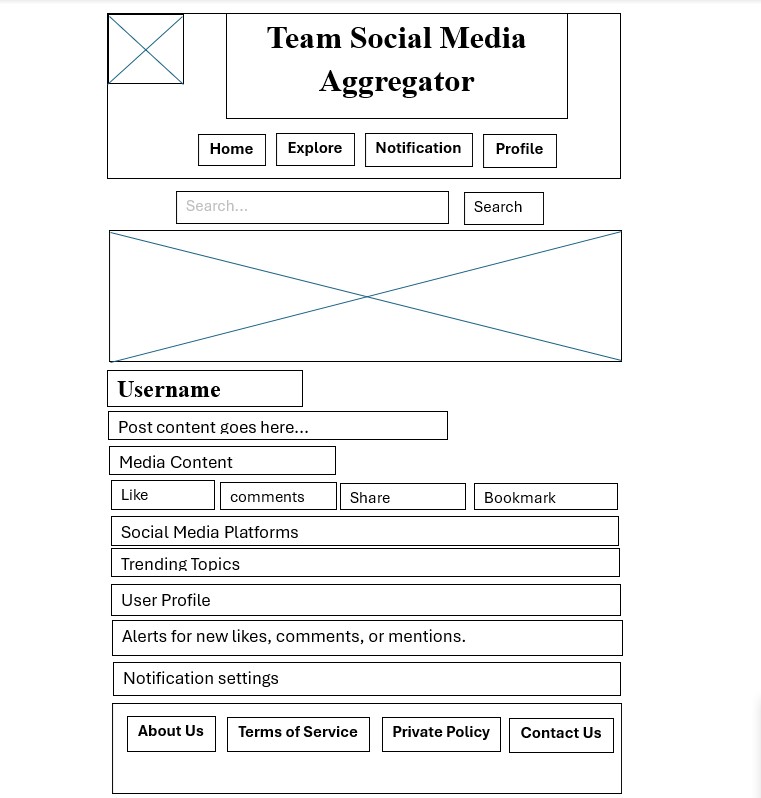 Team Social Media
Aggregator
Home Explore Notification Profile
Search... Search
Username
Post content goes here...
Media Content
Like comments Share Bookmark
Social Media Platforms
Trending Topics
User Profile
Alerts for new likes, comments, or mentions.
Notification settings
About Us Terms of Service Private Policy Contact Us